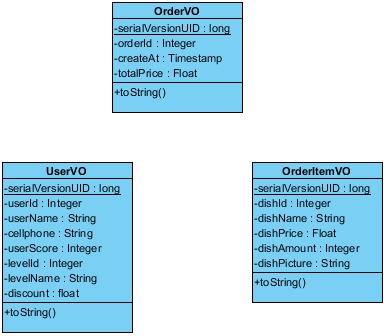 OrderVO
-serialVersionUID : long
-orderId : Integer
-createAt : Timestamp
-totalPrice : Float
+toString()
UserVO
-serialVersionUID : long
-userId : Integer
-userName : String
-cellphone : String
-userScore : Integer
-levelId : Integer
-levelName : String
-discount : float
+toString()
OrderItemVO
-serialVersionUID : long
-dishId : Integer
-dishName : String
-dishPrice : Float
-dishAmount : Integer
-dishPicture : String
+toString()